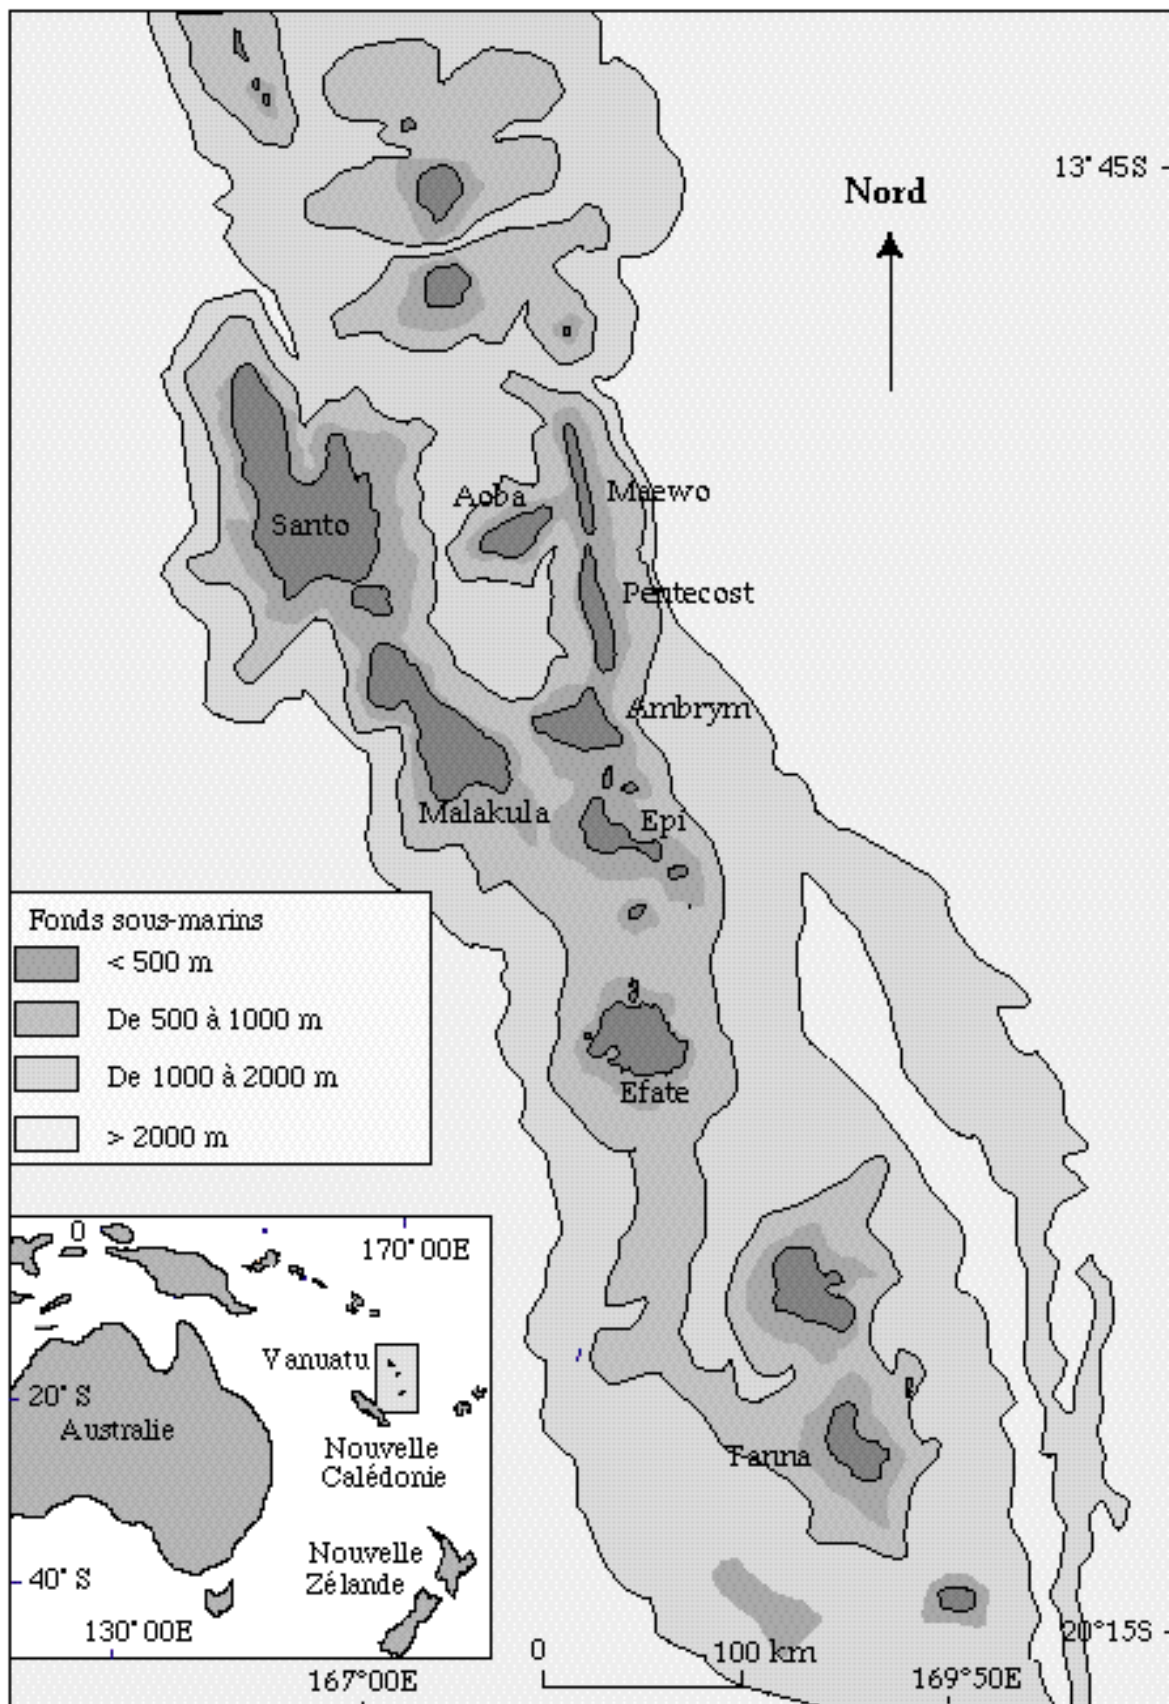 13°45S
Nord
Aoba
Maewo
Santo
Pentecost
Ambrym
Malakula
Epi
Fonds sous-marins
< 500 m
De 500 à 1000 m
De 1000 à 2000 m
> 2000 m
Efate
0
170°00E
Vanuatu
20° S
Australie
Nouvelle
Calédonie
Nouvelle
Zélande
40° S
130°00E
Tanna
20°15S
0
100 km
167°00E
169°50E